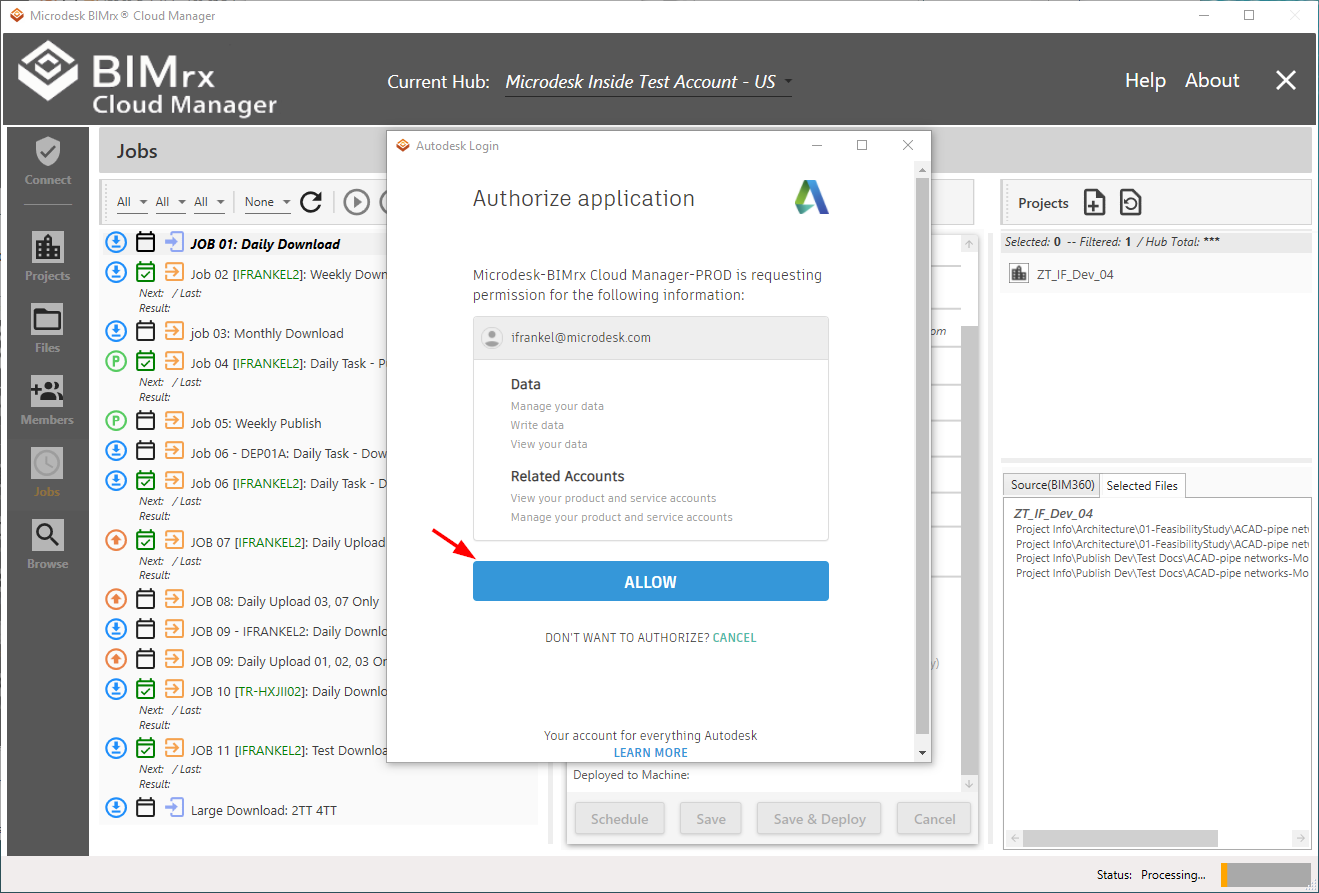 Microdesk BIMrx® Cloud Manager
BIMrx
Cloud Manager
Current Hub: Microdesk Inside Test Account - US
Help About
Connect
Projects
Files
Members
Jobs
Browse
Jobs
All All All None
JOB 01: Daily Download
Job 02 [IFRANKEL2]: Weekly Down
Next: / Last:
Result:
job 03: Monthly Download
Job 04 [IFRANKEL2]: Daily Task - P
Next: / Last:
Result:
Job 05: Weekly Publish
Job 06 - DEP01A: Daily Task - Dow
Job 06 [IFRANKEL2]: Daily Task - D
Next: / Last:
Result:
JOB 07 [IFRANKEL2]: Daily Upload
Next: / Last:
Result:
JOB 08: Daily Upload 03, 07 Only
JOB 09 - IFRANKEL2: Daily Downlo
JOB 09: Daily Upload 01, 02, 03 On
JOB 10 [TR-HXJII02]: Daily Downlo
Next: / Last:
Result:
JOB 11 [IFRANKEL2]: Test Downloa
Next: / Last:
Result:
Large Download: 2TT 4TT
Autodesk Login
Authorize application
Microdesk-BIMrx Cloud Manager-PROD is requesting
permission for the following information:
ifrankel@microdesk.com
Data
Manage your data
Write data
View your data
Related Accounts
View your product and service accounts
Manage your product and service accounts
ALLOW
DON'T WANT TO AUTHORIZE? CANCEL
Your account for everything Autodesk
LEARN MORE
om
y)
Deployed to Machine:
Schedule Save Save & Deploy Cancel
Projects
Selected: 0 -- Filtered: 1 / Hub Total: ***
ZT_IF_Dev_04
Source(BIM360) Selected Files
ZT_IF_Dev_04
Project Info\Architecture\01-FeasibilityStudy\ACAD-pipe netw
Project Info\Architecture\01-FeasibilityStudy\ACAD-pipe netw
Project Info\Publish Dev\Test Docs\ACAD-pipe networks-Mo
Project Info\Publish Dev\Test Docs\ACAD-pipe networks-Mo
Status: Processing...